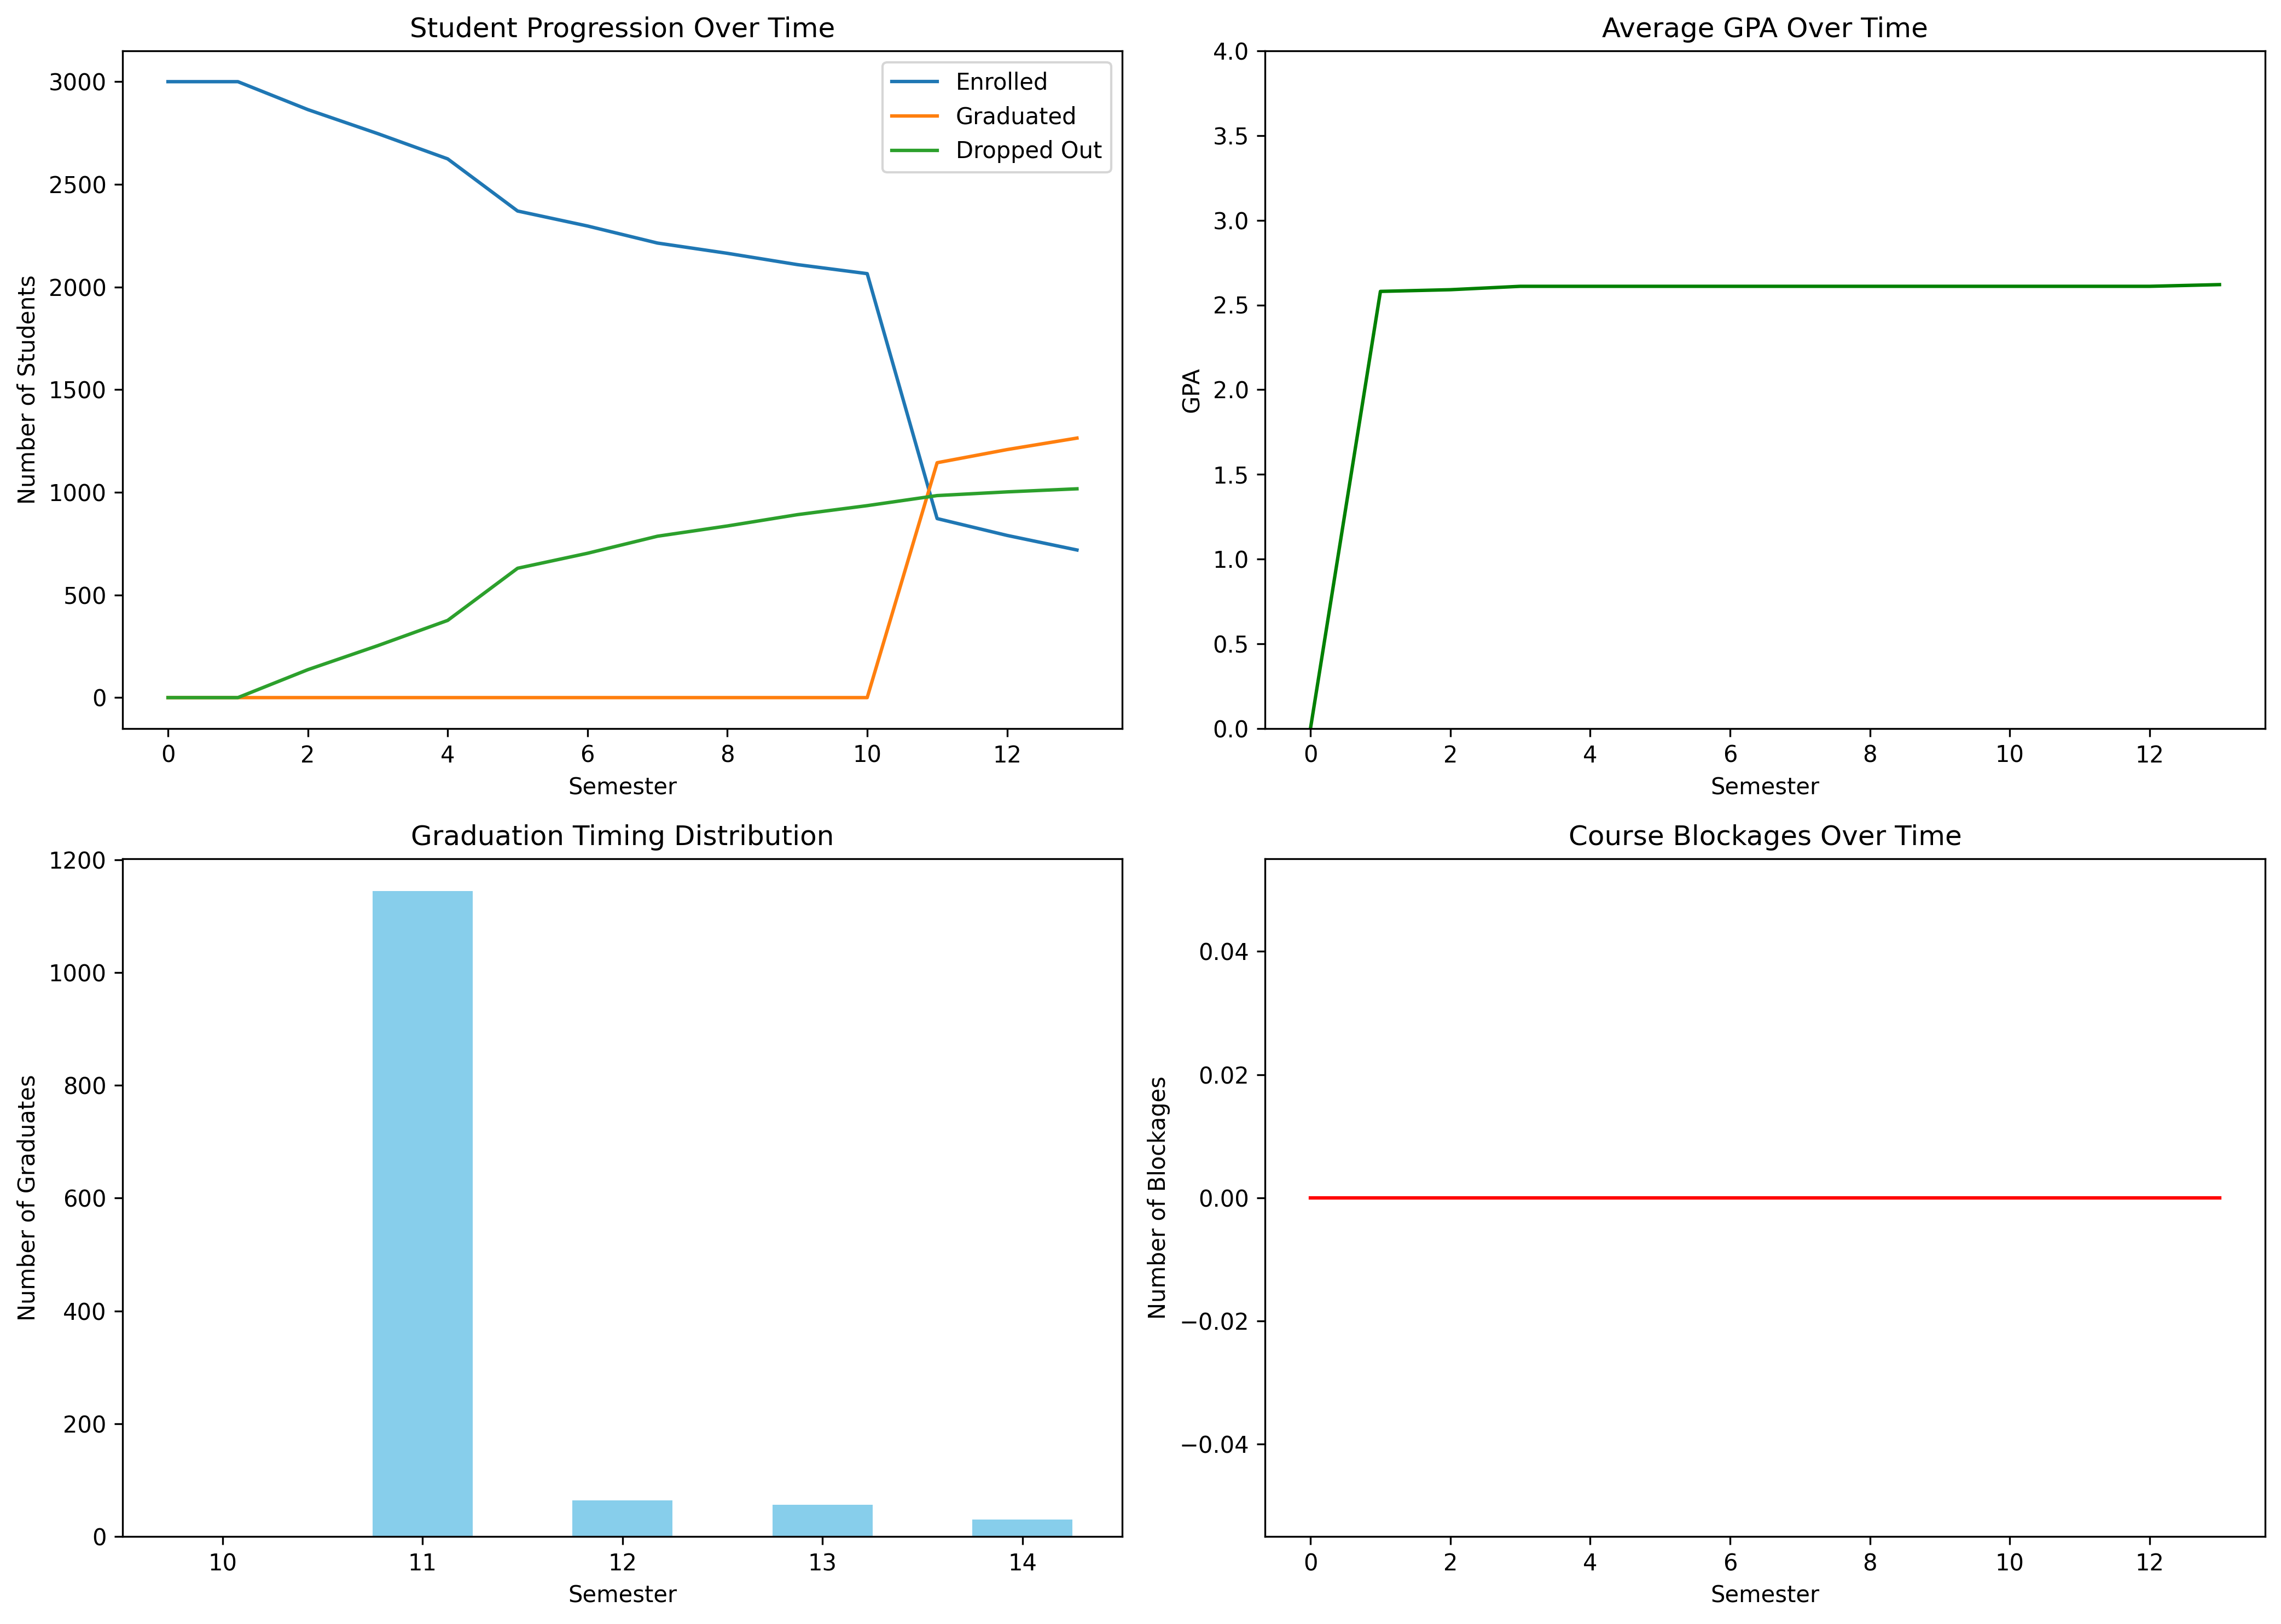 Student Progression Over Time
Number of Students
3000
2500
2000
1500
1000
500
0
0 2 4 6 8 10 12
Semester
Enrolled
Graduated
Dropped Out
Average GPA Over Time
GPA
4.0
3.5
3.0
2.5
2.0
1.5
1.0
0.5
0.0
0 2 4 6 8 10 12
Semester
Graduation Timing Distribution
Number of Graduates
1200
1000
800
600
400
200
0
10 11 12 13 14
Semester
Course Blockages Over Time
Number of Blockages
0.04
0.02
0.00
−0.02
−0.04
0 2 4 6 8 10 12
Semester